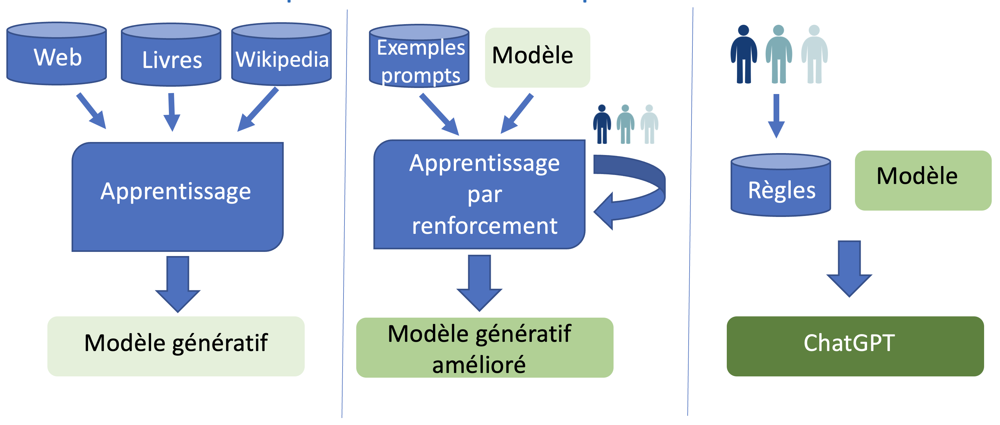 Web
Livres
Wikipedia
Apprentissage
Modèle génératif
Exemples
prompts
Modèle
Apprentissage
par
renforcement
Modèle génératif
amélioré
Règles
Modèle
ChatGPT